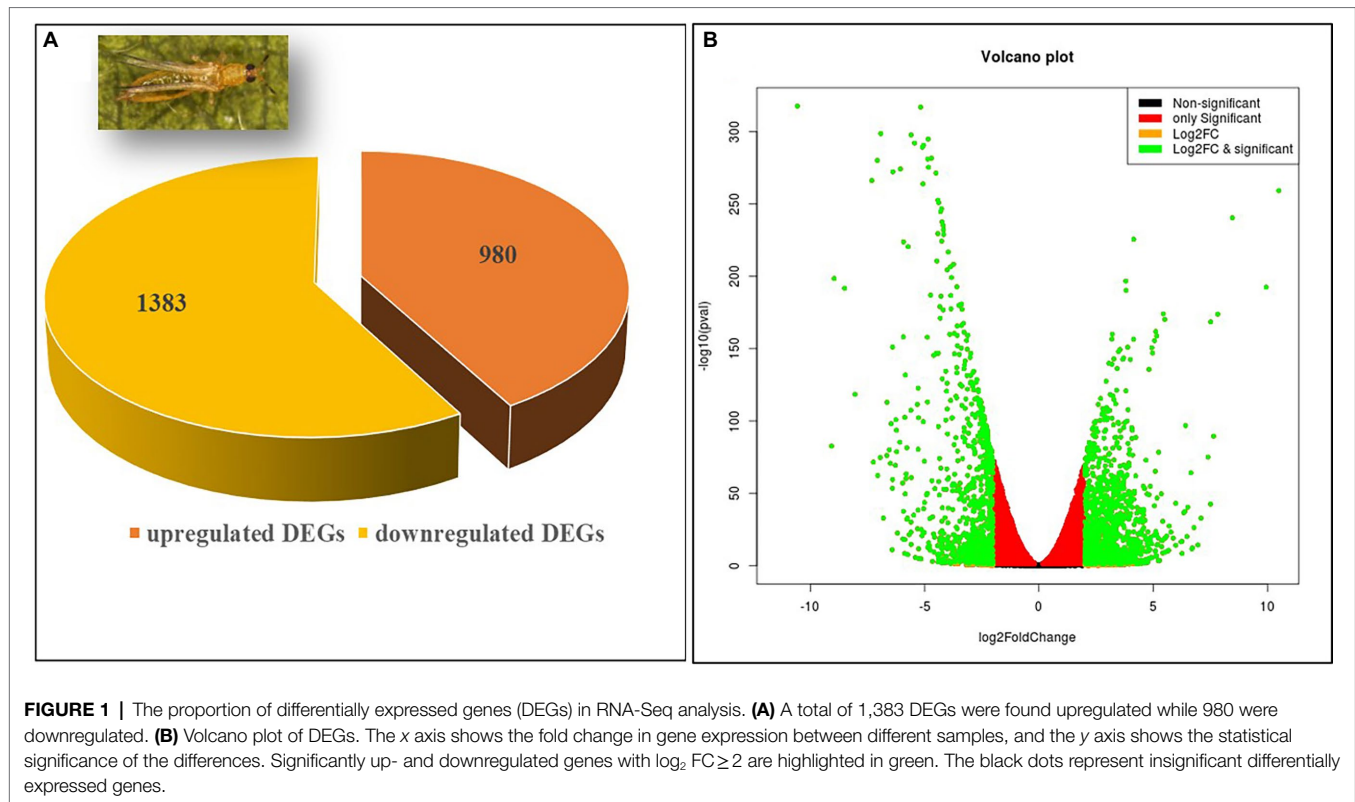 A
980
1383
upregulated DEGs downregulated DEGs
B
Volcano plot
Non-significant
only Significant
Log2FC
Log2FC & significant
-log10(pval)
300
250
200
150
100
50
0
-10 -5 0 5 10
log2FoldChange
FIGURE 1 | The proportion of differentially expressed genes (DEGs) in RNA-Seq analysis. (A) A total of 1,383 DEGs were found upregulated while 980 were
downregulated. (B) Volcano plot of DEGs. The x axis shows the fold change in gene expression between different samples, and the y axis shows the statistical
significance of the differences. Significantly up- and downregulated genes with log₂ FC ≥ 2 are highlighted in green. The black dots represent insignificant differentially
expressed genes.